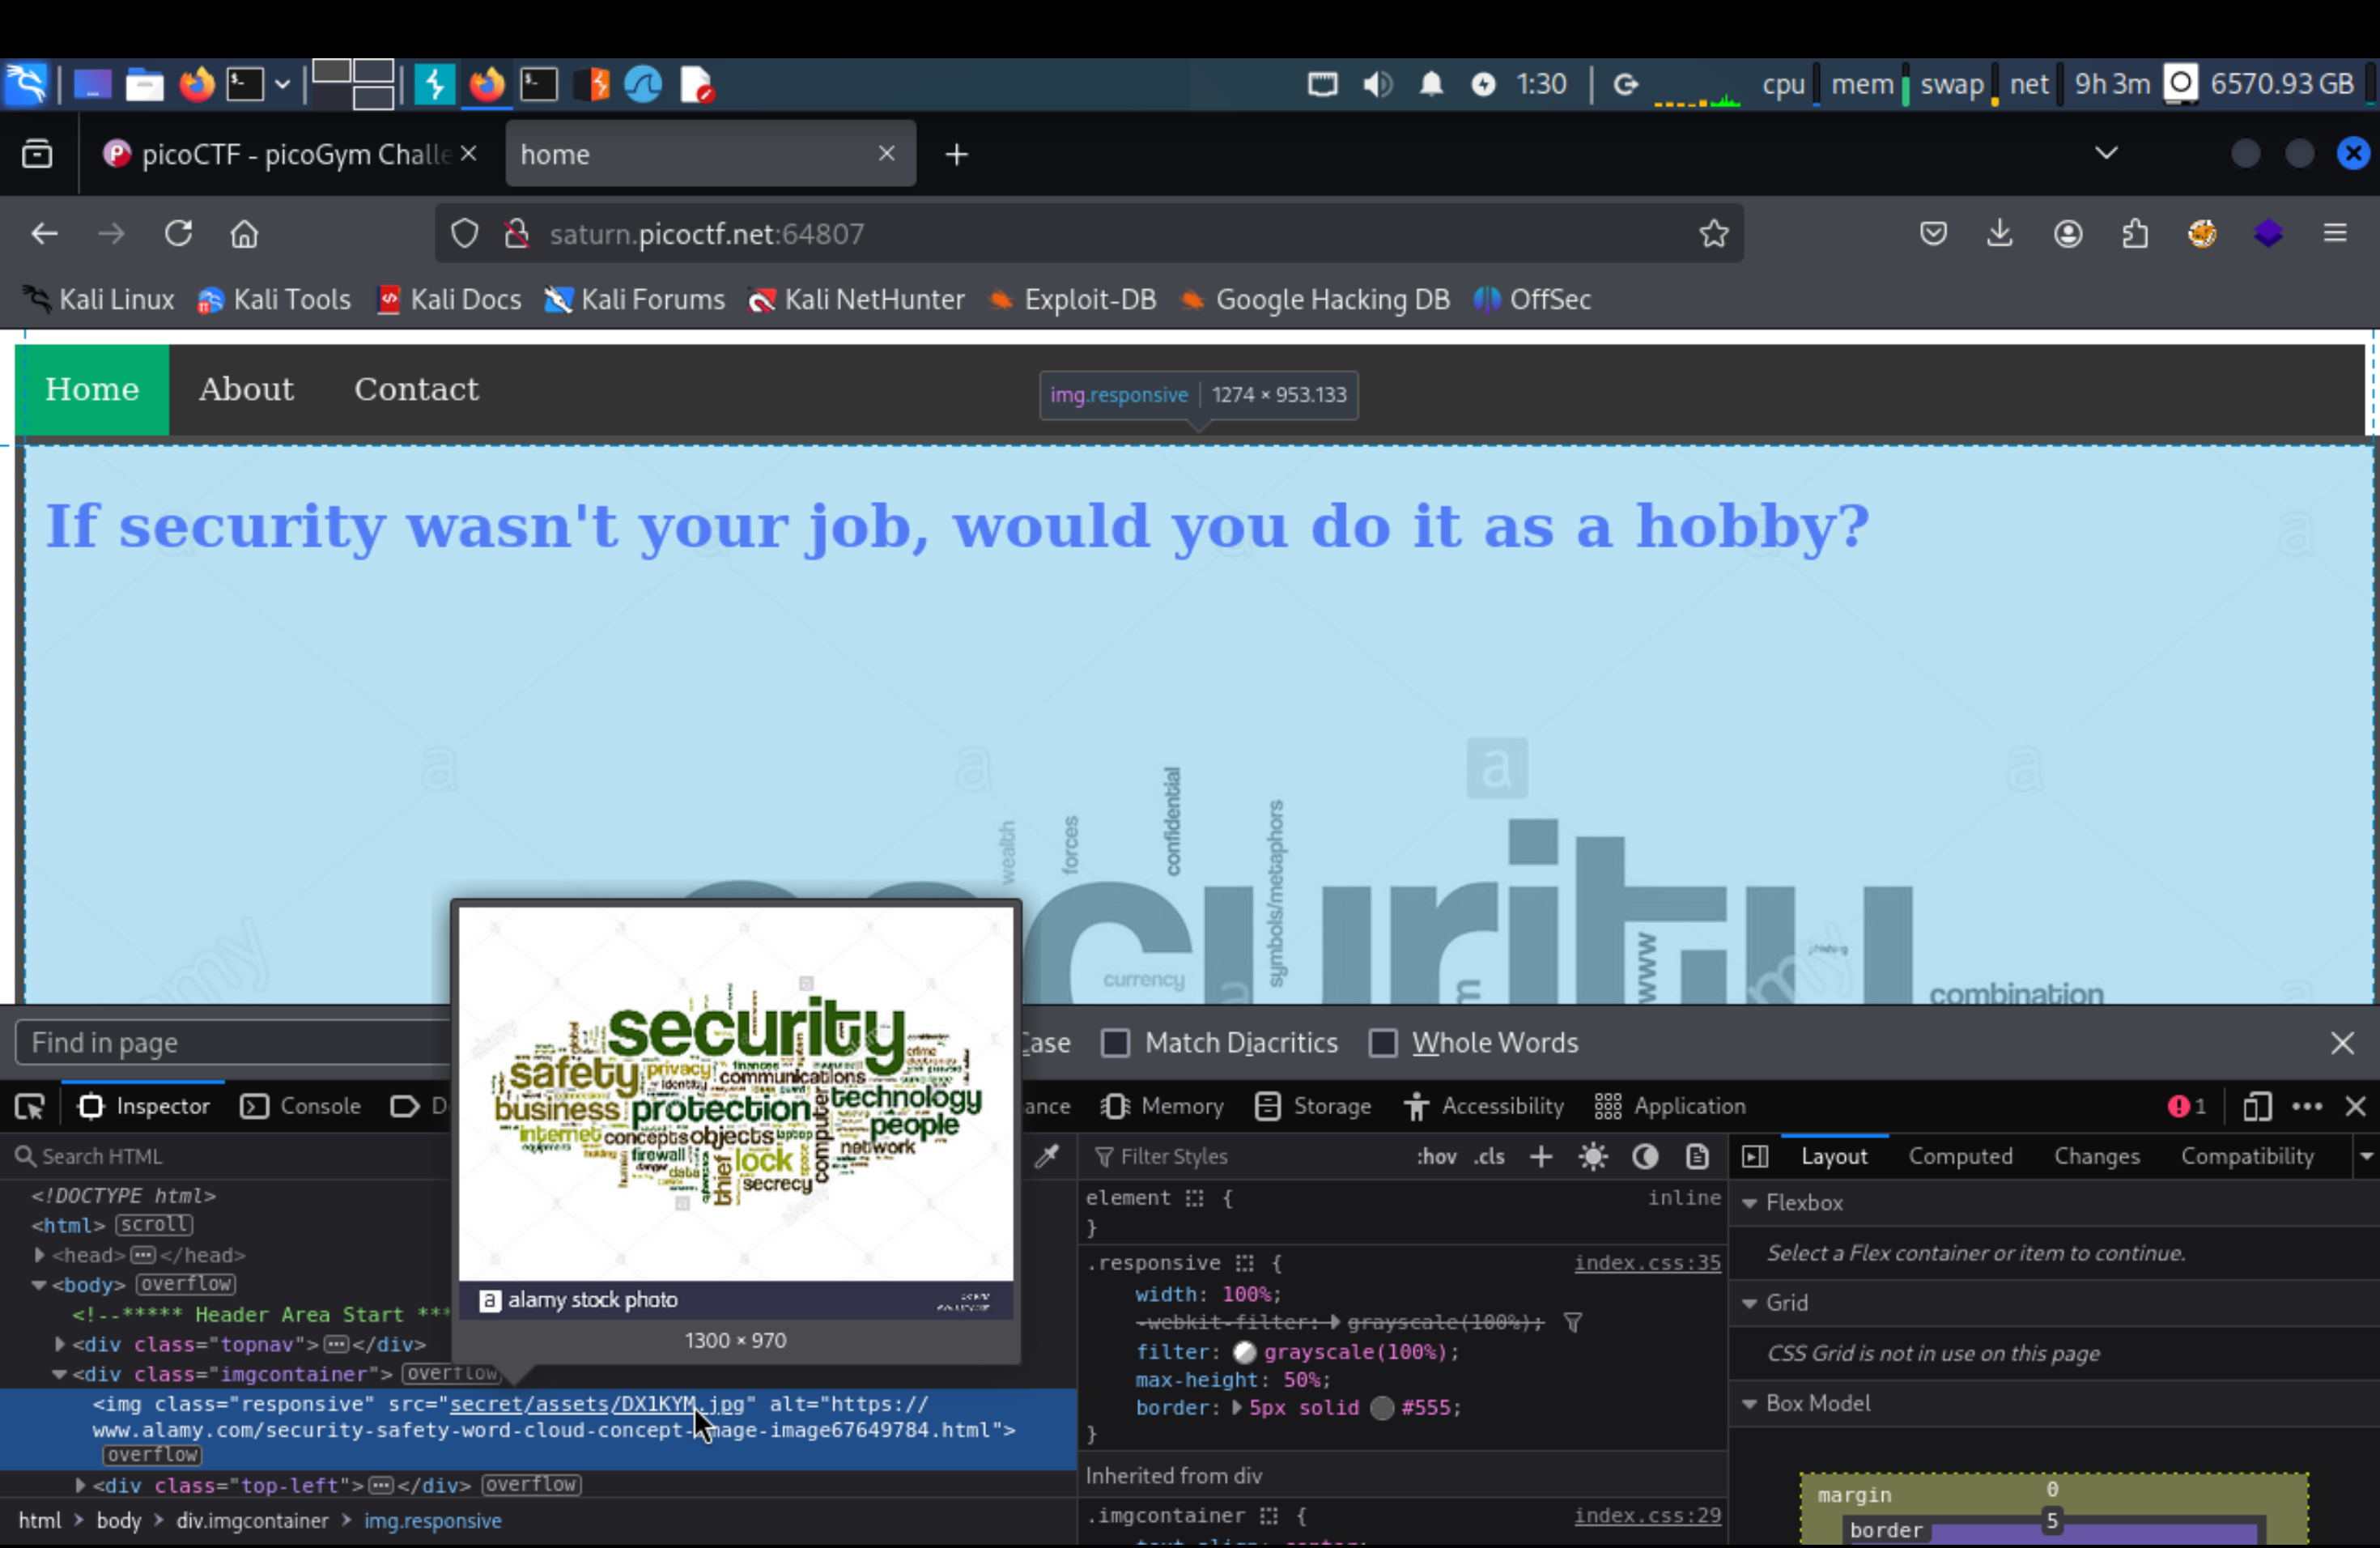 1:30 cpu mem swap net 9h 3m 6570.93 GB
picoCTF - picoGym Challe home
saturn.picoctf.net:64807
Kali Linux Kali Tools Kali Docs Kali Forums Kali NetHunter Exploit-DB Google Hacking DB OffSec
Home About Contact
img.responsive 1274 × 953.133
If security wasn't your job, would you do it as a hobby?
wealth forces confidential symbols/metaphors
security
currency www phishing
combination
security
safety privacy communications technology
business protection computer people
internet concepts objects laptop network
firewall lock
data thief secrecy
a alamy stock photo
1300 × 970
Find in page Case Match Diacritics Whole Words
Inspector Console D ance Memory Storage Accessibility Application 1
Search HTML
<!DOCTYPE html>
<html> scroll
<head> </head>
<body> overflow
<!--***** Header Area Start ***
<div class="topnav"> </div>
<div class="imgcontainer"> overflow
<img class="responsive" src="secret/assets/DX1KYM.jpg" alt="https://
www.alamy.com/security-safety-word-cloud-concept-image-image67649784.html">
overflow
<div class="top-left"> </div> overflow
html > body > div.imgcontainer > img.responsive
Filter Styles :hov .cls
element { inline
}
.responsive { index.css:35
width: 100%;
-webkit-filter: grayscale(100%);
filter: grayscale(100%);
max-height: 50%;
border: 5px solid #555;
}
Inherited from div
.imgcontainer { index.css:29
text-align: center;
Layout Computed Changes Compatibility
Flexbox
Select a Flex container or item to continue.
Grid
CSS Grid is not in use on this page
Box Model
margin 0
border 5